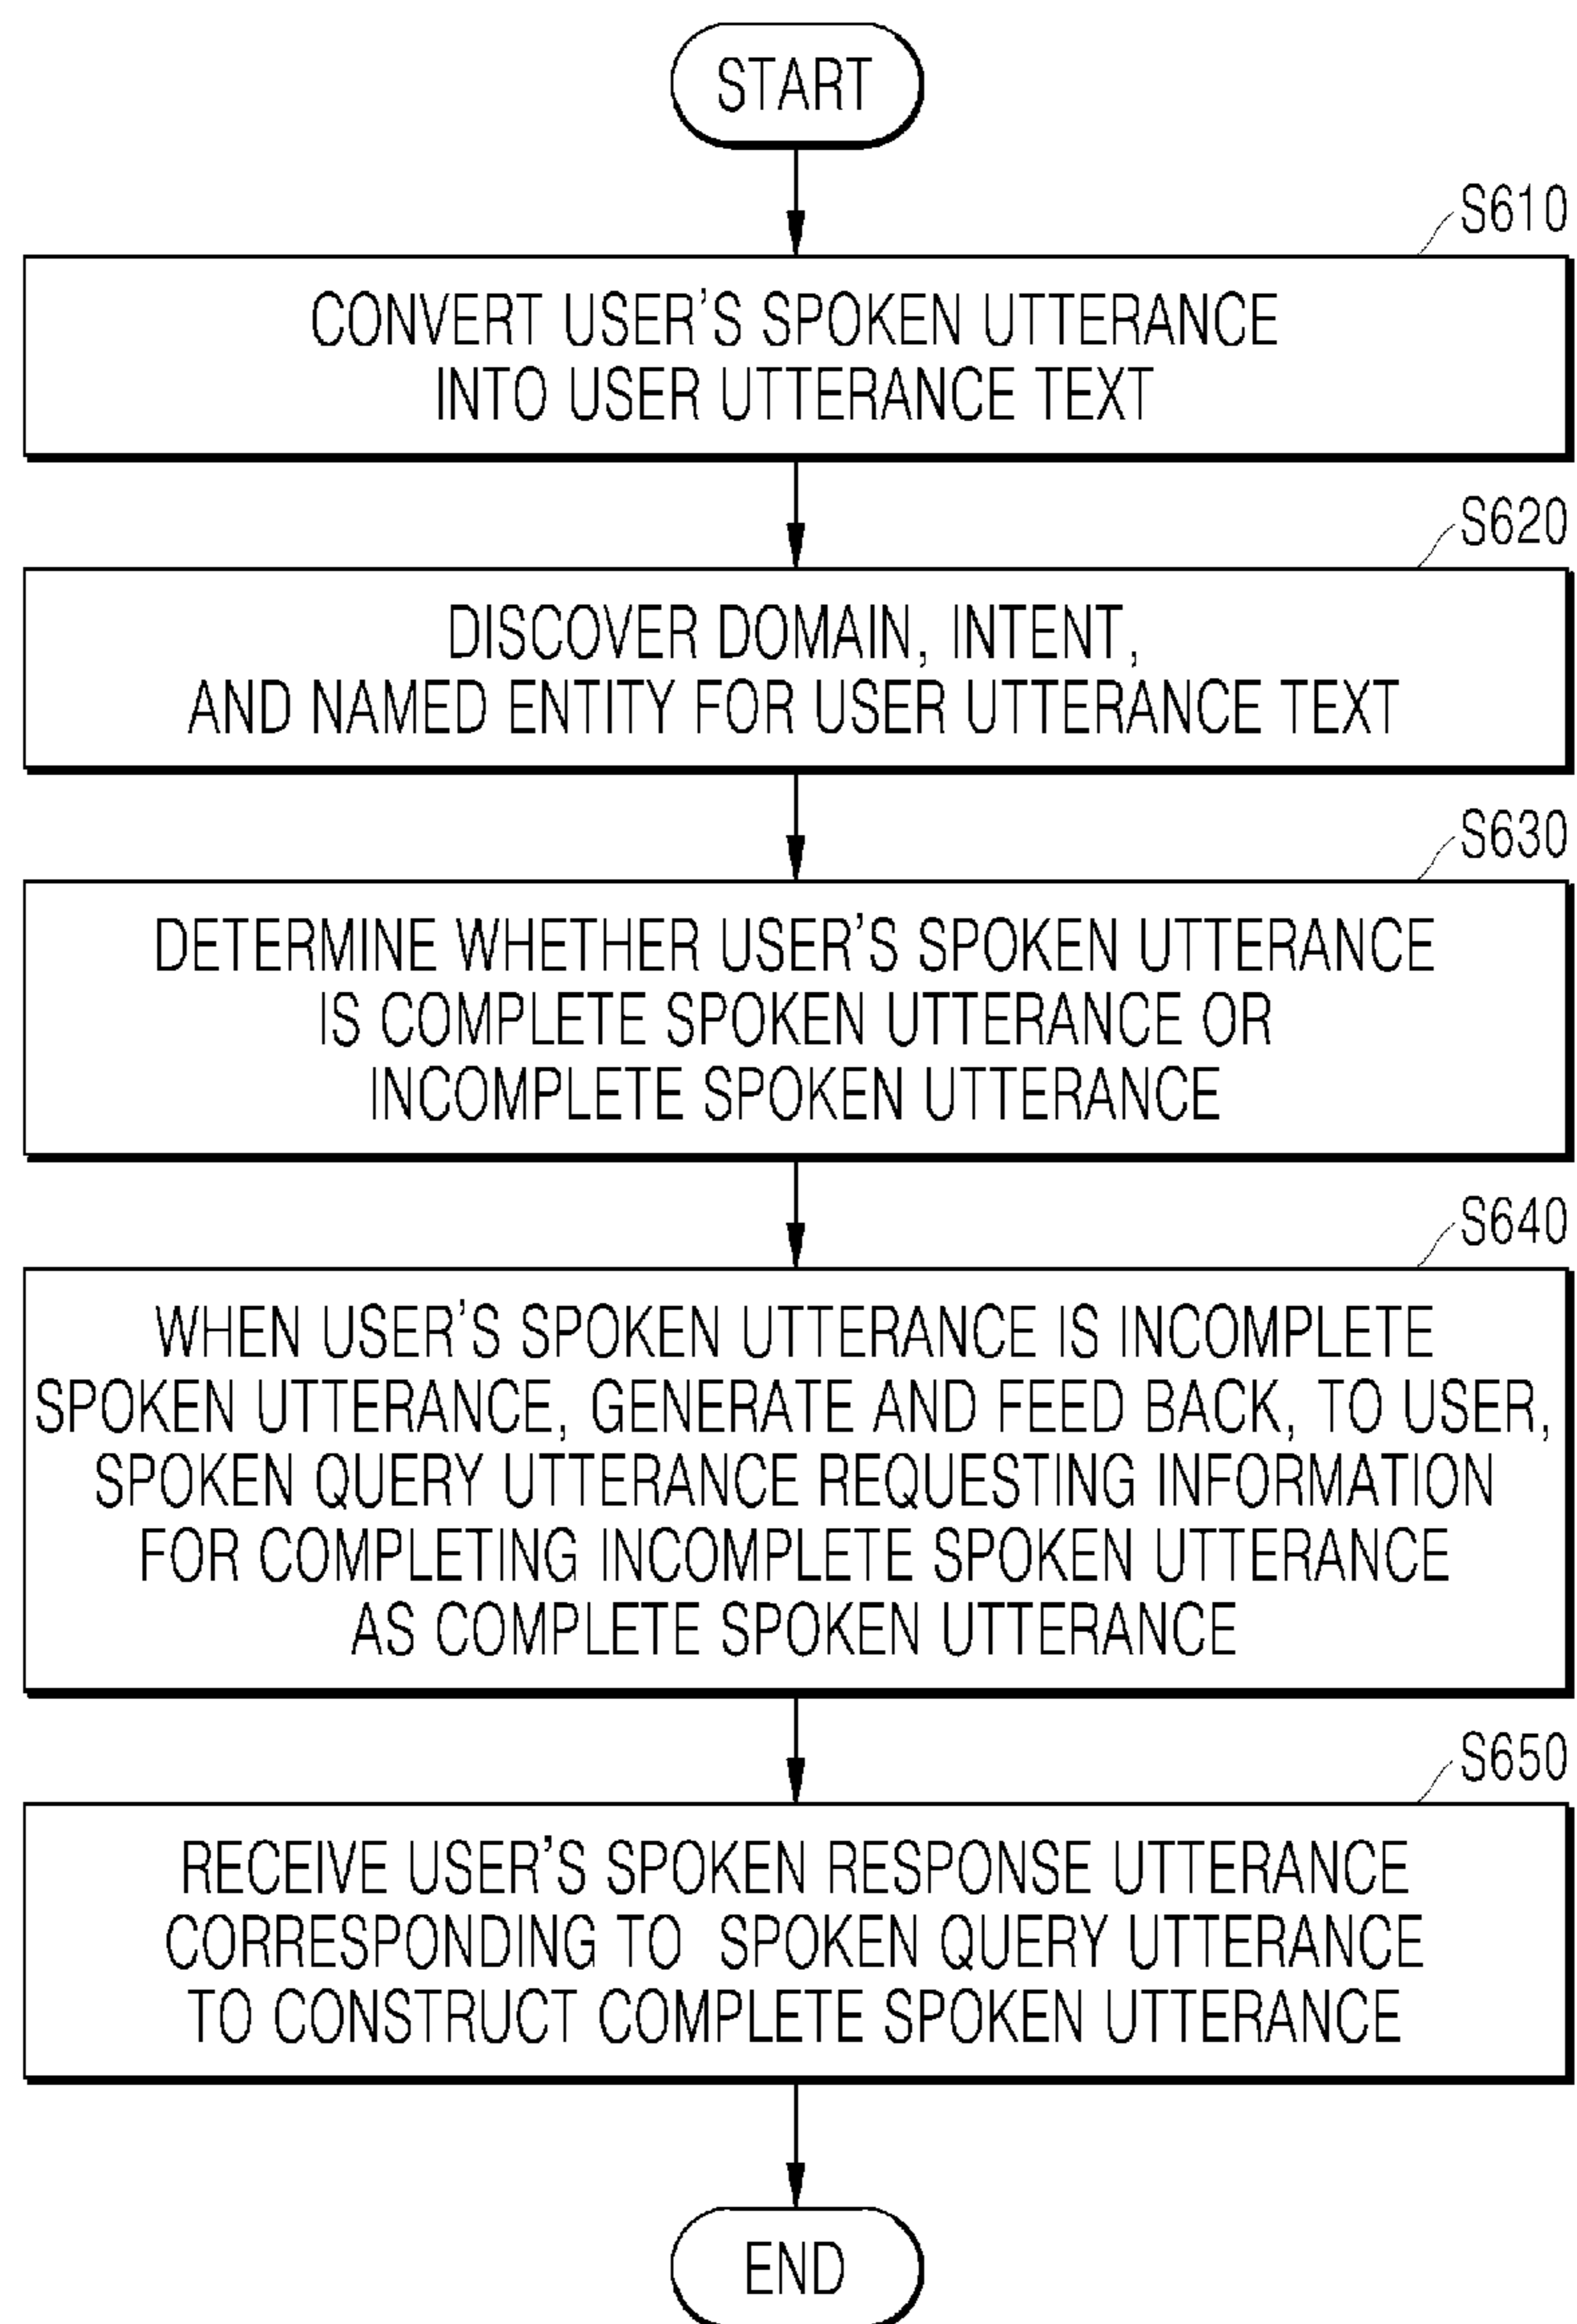 START
S610
CONVERT USER'S SPOKEN UTTERANCE
INTO USER UTTERANCE TEXT
S620
DISCOVER DOMAIN, INTENT,
AND NAMED ENTITY FOR USER UTTERANCE TEXT
S630
DETERMINE WHETHER USER'S SPOKEN UTTERANCE
IS COMPLETE SPOKEN UTTERANCE OR
INCOMPLETE SPOKEN UTTERANCE
S640
WHEN USER'S SPOKEN UTTERANCE IS INCOMPLETE
SPOKEN UTTERANCE, GENERATE AND FEED BACK, TO USER,
SPOKEN QUERY UTTERANCE REQUESTING INFORMATION
FOR COMPLETING INCOMPLETE SPOKEN UTTERANCE
AS COMPLETE SPOKEN UTTERANCE
S650
RECEIVE USER'S SPOKEN RESPONSE UTTERANCE
CORRESPONDING TO SPOKEN QUERY UTTERANCE
TO CONSTRUCT COMPLETE SPOKEN UTTERANCE
END